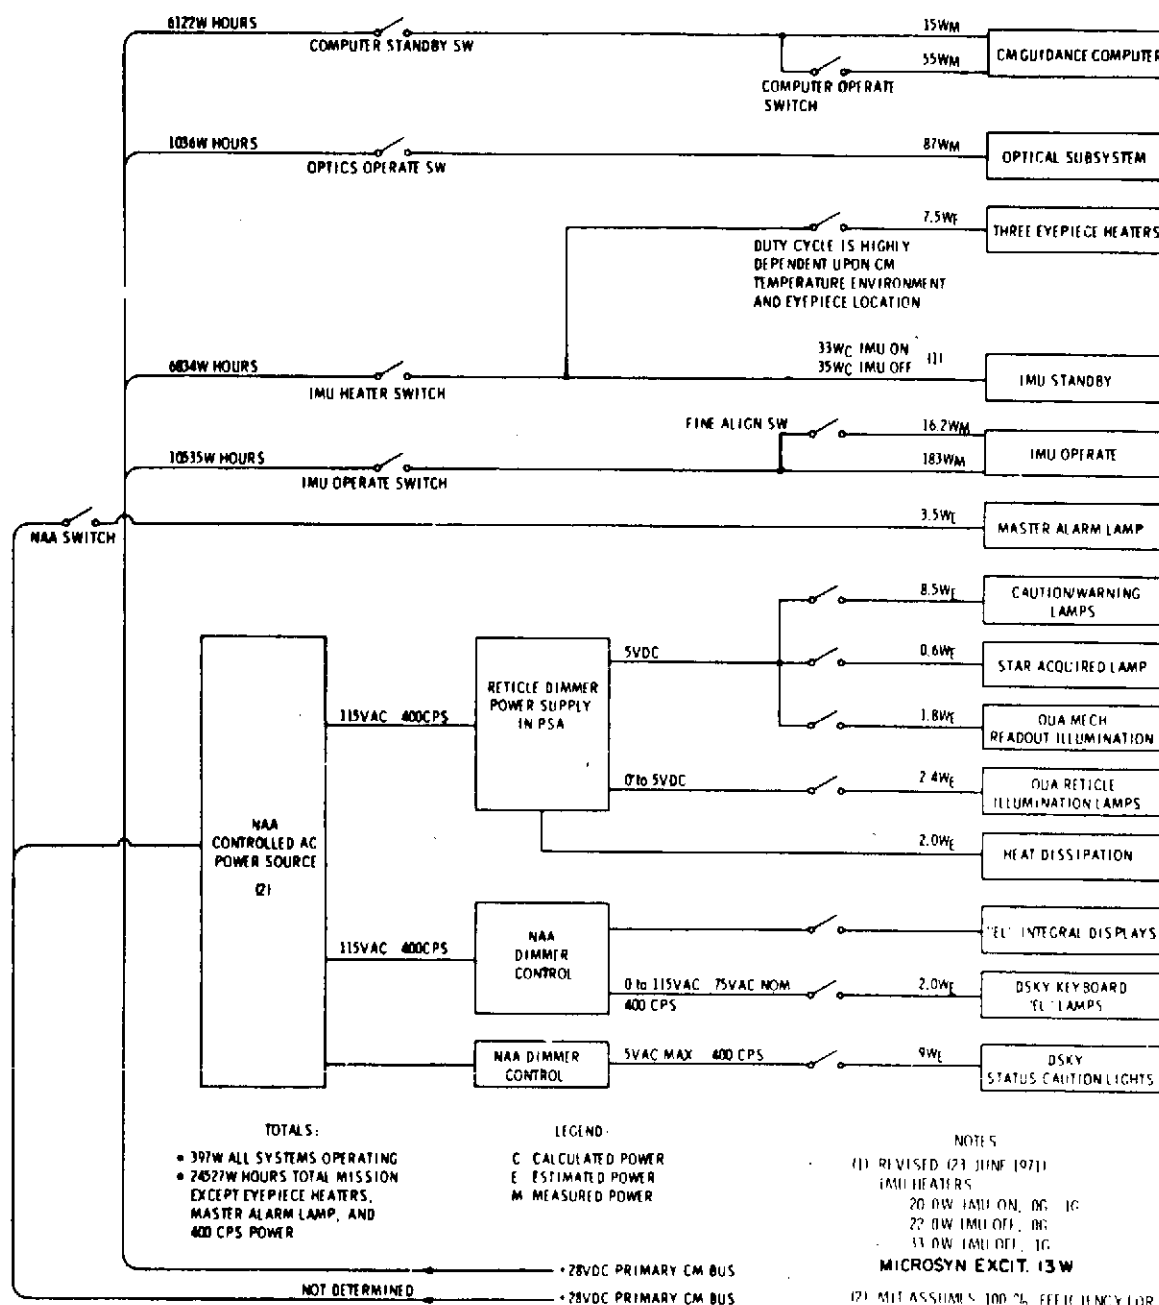 6122W HOURS
COMPUTER STANDBY SW
15WM
CM GUIDANCE COMPUTER
55WM
COMPUTER OPERATE
SWITCH
1036W HOURS
OPTICS OPERATE SW
87WM
OPTICAL SUBSYSTEM
7.5WE
THREE EYEPIECE HEATERS
DUTY CYCLE IS HIGHLY
DEPENDENT UPON CM
TEMPERATURE ENVIRONMENT
AND EYEPIECE LOCATION
6834W HOURS
IMU HEATER SWITCH
33WC IMU ON
35WC IMU OFF
(1)
IMU STANDBY
FINE ALIGN SW
16.2WM
183WM
IMU OPERATE
10535W HOURS
IMU OPERATE SWITCH
NAA SWITCH
3.5WE
MASTER ALARM LAMP
8.5WE
CAUTION/WARNING
LAMPS
5VDC
0.6WE
STAR ACQUIRED LAMP
115VAC 400CPS
RETICLE DIMMER
POWER SUPPLY
IN PSA
1.8WE
OUA MECH
READOUT ILLUMINATION
0 to 5VDC
2.4WE
OUA RETICLE
ILLUMINATION LAMPS
2.0WE
HEAT DISSIPATION
NAA
CONTROLLED AC
POWER SOURCE
(2)
115VAC 400CPS
NAA
DIMMER
CONTROL
"EL" INTEGRAL DISPLAYS
0 to 115VAC 75VAC NOM
400 CPS
2.0WE
DSKY KEYBOARD
"EL" LAMPS
NAA DIMMER
CONTROL
5VAC MAX 400 CPS
9WE
DSKY
STATUS CAUTION LIGHTS
TOTALS:
• 397W ALL SYSTEMS OPERATING
• 24527W HOURS TOTAL MISSION
EXCEPT EYEPIECE HEATERS,
MASTER ALARM LAMP, AND
400 CPS POWER
LEGEND:
C CALCULATED POWER
E ESTIMATED POWER
M MEASURED POWER
NOTES
(1) REVISED (23 JUNE 1971)
IMU HEATERS
20.0W IMU ON, 0G 1G
22.0W IMU OFF, 0G
33.0W IMU OFF, 1G
MICROSYN EXCIT. 13W
(2) MIT ASSUMES 100 % EFFICIENCY FOR
+28VDC PRIMARY CM BUS
NOT DETERMINED
+28VDC PRIMARY CM BUS